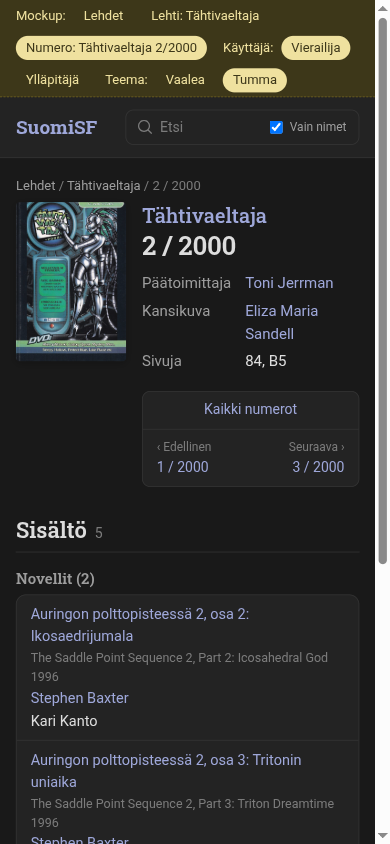 Mockup: Lehdet Lehti: Tähtivaeltaja
Numero: Tähtivaeltaja 2/2000 Käyttäjä: Vierailija
Ylläpitäjä Teema: Vaalea Tumma
SuomiSF Etsi Vain nimet
Lehdet / Tähtivaeltaja / 2 / 2000
Tähtivaeltaja
2 / 2000
Päätoimittaja Toni Jerrman
Kansikuva Eliza Maria
Sandell
Sivuja 84, B5
Kaikki numerot
‹ Edellinen Seuraava ›
1 / 2000 3 / 2000
Sisältö 5
Novellit (2)
Auringon polttopisteessä 2, osa 2:
Ikosaedrijumala
The Saddle Point Sequence 2, Part 2: Icosahedral God
1996
Stephen Baxter
Kari Kanto
Auringon polttopisteessä 2, osa 3: Tritonin
uniaika
The Saddle Point Sequence 2, Part 3: Triton Dreamtime
1996
Stephen Baxter